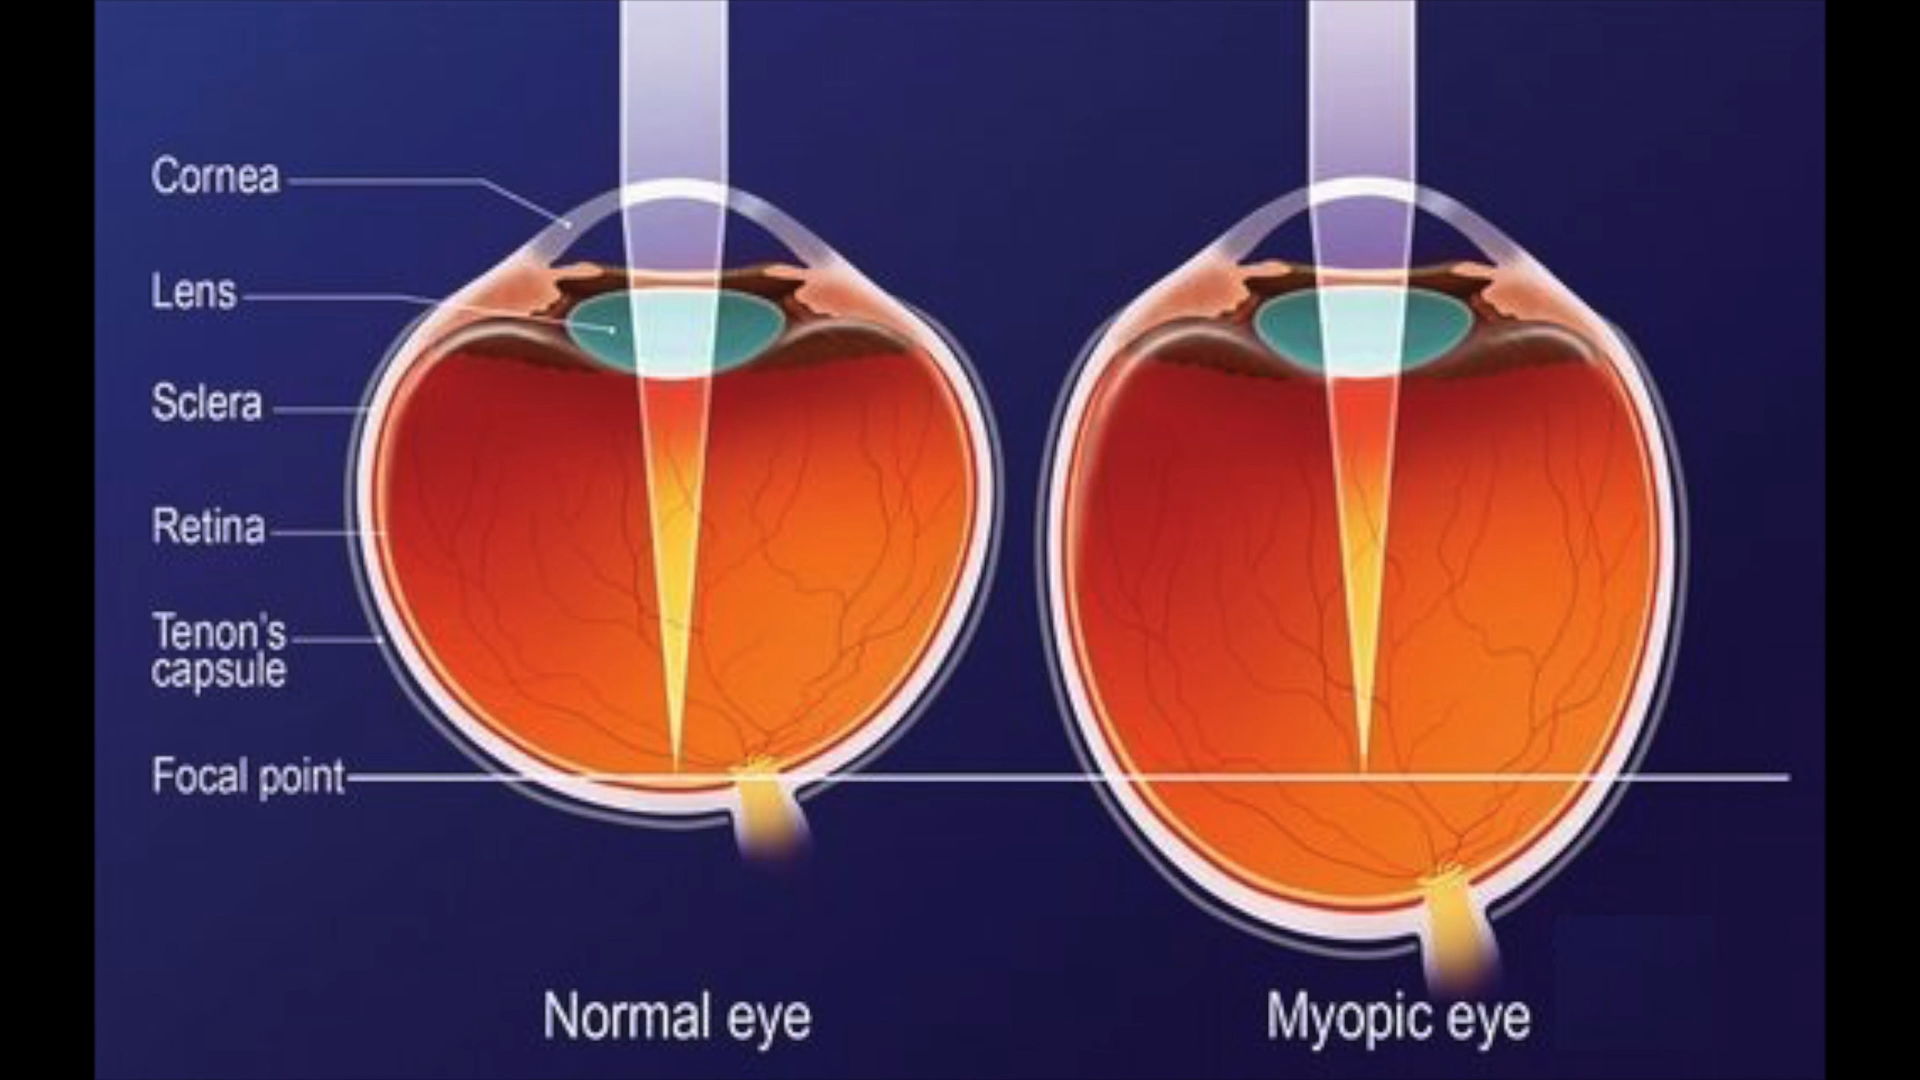 Cornea
Lens
Sclera
Retina
Tenon's
capsule
Focal point
Normal eye
Myopic eye